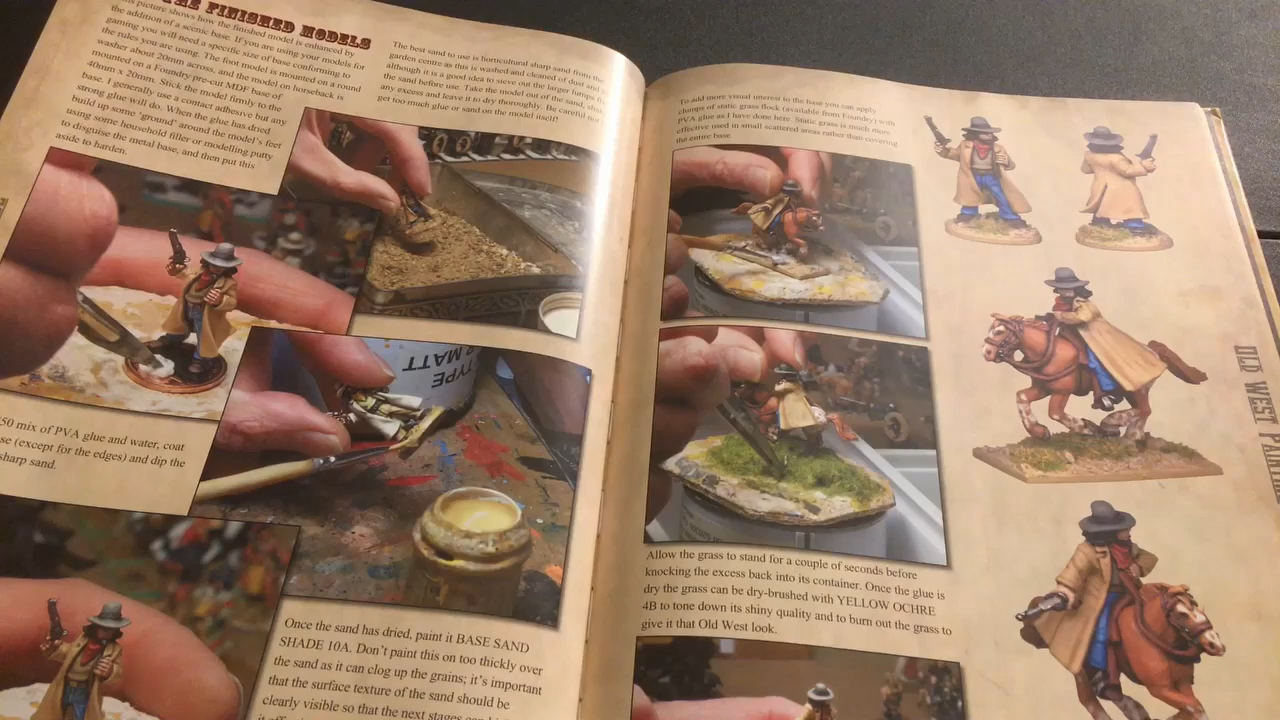 THE FINISHED MODELS
picture shows how the finished model is enhanced by
the addition of a scenic base. If you are using your models for
gaming you will need a specific size of base conforming to
the rules you are using. The foot model is mounted on a round
washer about 20mm across, and the model on horseback is
mounted on a Foundry pre-cut MDF base of
40mm x 20mm. Stick the model firmly to the
base. I generally use a contact adhesive but any
strong glue will do. When the glue has dried
build up some 'ground' around the model's feet
using some household filler or modelling putty
to disguise the metal base, and then put this
aside to harden.
The best sand to use is horticultural sharp sand from the
garden centre as this is washed and cleaned of dust and
although it is a good idea to sieve out the larger lumps
the sand before use. Take the model out of the sand,
any excess and leave it to dry thoroughly. Be careful not
get too much glue or sand on the model itself!
50 mix of PVA glue and water, coat
se (except for the edges) and dip the
sharp sand.
TYPE
MATT
Once the sand has dried, paint it BASE SAND
SHADE 10A. Don't paint this on too thickly over
the sand as it can clog up the grains; it's important
that the surface texture of the sand should be
clearly visible so that the next stages
To add more visual interest to the base you can apply
clumps of static grass flock (available from Foundry) with
PVA glue as I have done here. Static grass is much more
effective used in small scattered areas rather than covering
the entire base.
Allow the grass to stand for a couple of seconds before
knocking the excess back into its container. Once the glue is
dry the grass can be dry-brushed with YELLOW OCHRE
4B to tone down its shiny quality and to burn out the grass to
give it that Old West look.
OLD WEST